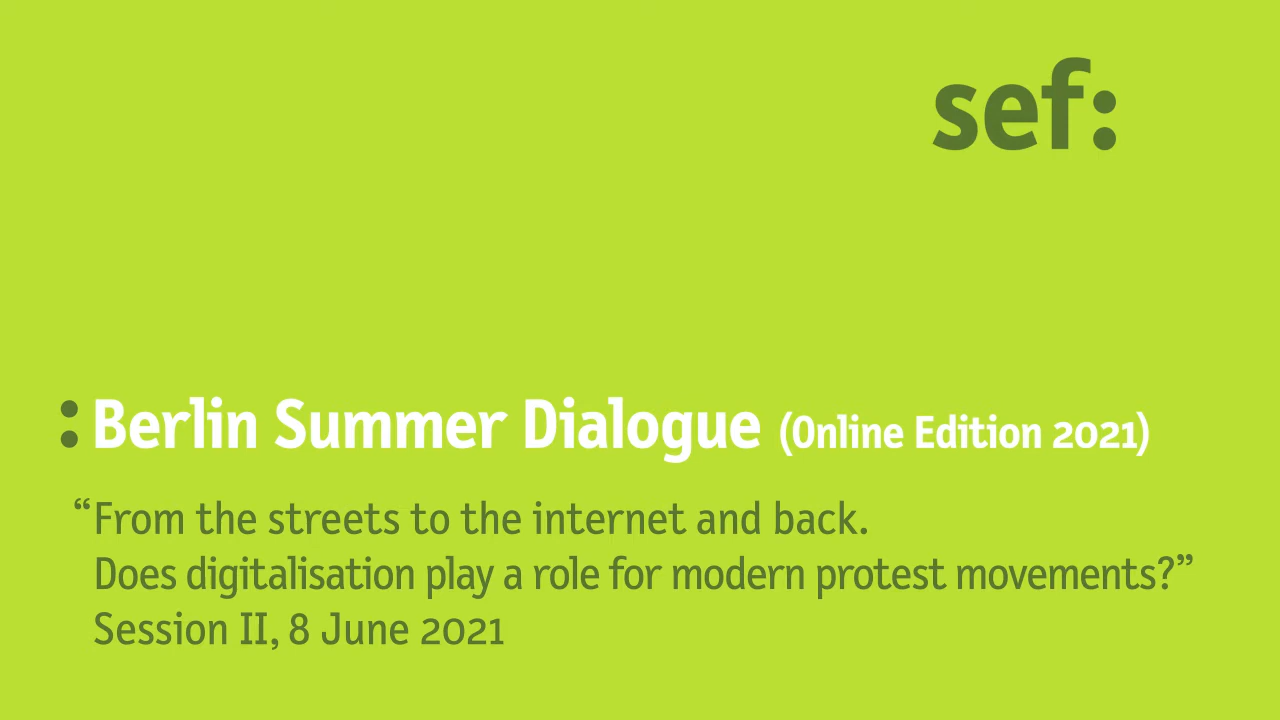 sef:
: Berlin Summer Dialogue (Online Edition 2021)
“From the streets to the internet and back.
Does digitalisation play a role for modern protest movements?”
Session II, 8 June 2021